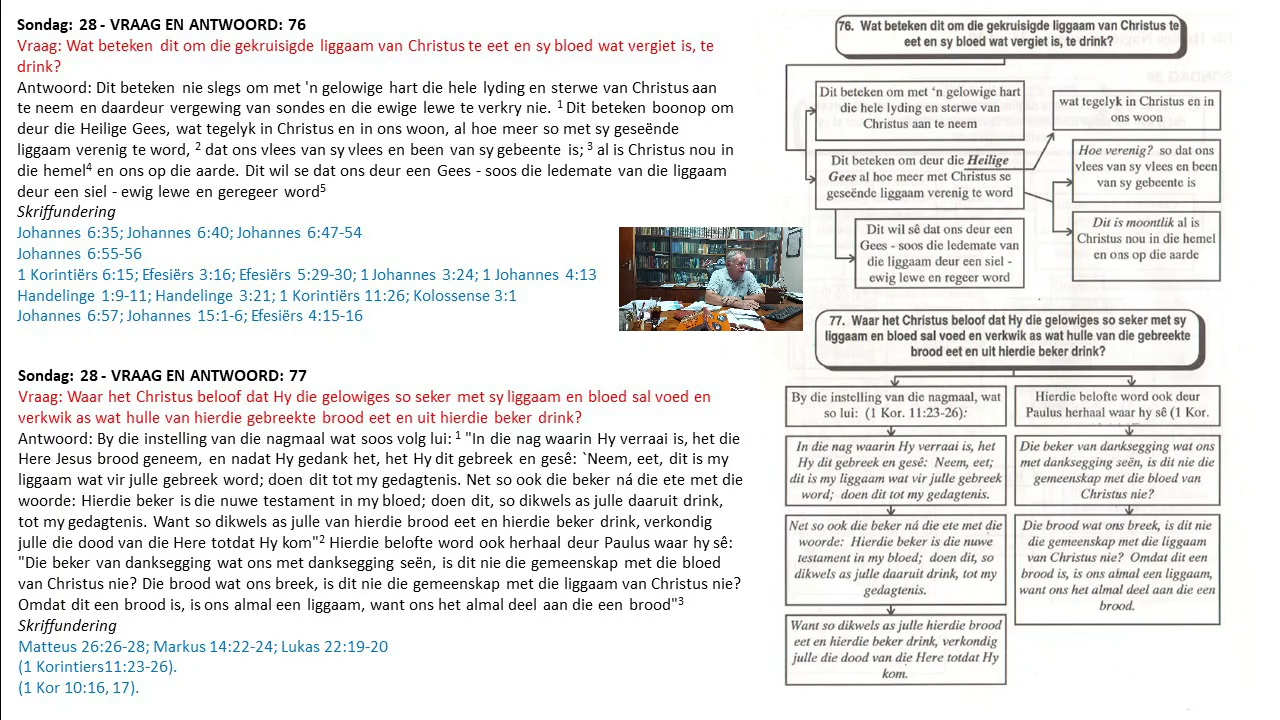 Sondag: 28 - VRAAG EN ANTWOORD: 76
Vraag: Wat beteken dit om die gekruisigde liggaam van Christus te eet en sy bloed wat vergiet is, te
drink?
Antwoord: Dit beteken nie slegs om met 'n gelowige hart die hele lyding en sterwe van Christus aan
te neem en daardeur vergewing van sondes en die ewige lewe te verkry nie. ¹ Dit beteken boonop om
deur die Heilige Gees, wat tegelyk in Christus en in ons woon, al hoe meer so met sy geseënde
liggaam verenig te word, ² dat ons vlees van sy vlees en been van sy gebeente is; ³ al is Christus nou in
die hemel⁴ en ons op die aarde. Dit wil se dat ons deur een Gees - soos die ledemate van die liggaam
deur een siel - ewig lewe en geregeer word⁵
Skriffundering
Johannes 6:35; Johannes 6:40; Johannes 6:47-54
Johannes 6:55-56
1 Korintiërs 6:15; Efesiërs 3:16; Efesiërs 5:29-30; 1 Johannes 3:24; 1 Johannes 4:13
Handelinge 1:9-11; Handelinge 3:21; 1 Korintiërs 11:26; Kolossense 3:1
Johannes 6:57; Johannes 15:1-6; Efesiërs 4:15-16
Sondag: 28 - VRAAG EN ANTWOORD: 77
Vraag: Waar het Christus beloof dat Hy die gelowiges so seker met sy liggaam en bloed sal voed en
verkwik as wat hulle van hierdie gebreekte brood eet en uit hierdie beker drink?
Antwoord: By die instelling van die nagmaal wat soos volg lui: ¹ "In die nag waarin Hy verraai is, het die
Here Jesus brood geneem, en nadat Hy gedank het, het Hy dit gebreek en gesê: `Neem, eet, dit is my
liggaam wat vir julle gebreek word; doen dit tot my gedagtenis. Net so ook die beker ná die ete met die
woorde: Hierdie beker is die nuwe testament in my bloed; doen dit, so dikwels as julle daaruit drink,
tot my gedagtenis. Want so dikwels as julle van hierdie brood eet en hierdie beker drink, verkondig
julle die dood van die Here totdat Hy kom"² Hierdie belofte word ook herhaal deur Paulus waar hy sê:
"Die beker van danksegging wat ons met danksegging seën, is dit nie die gemeenskap met die bloed
van Christus nie? Die brood wat ons breek, is dit nie die gemeenskap met die liggaam van Christus nie?
Omdat dit een brood is, is ons almal een liggaam, want ons het almal deel aan die een brood"³
Skriffundering
Matteus 26:26-28; Markus 14:22-24; Lukas 22:19-20
(1 Korintiers11:23-26).
(1 Kor 10:16, 17).
76. Wat beteken dit om die gekruisigde liggaam van Christus te
eet en sy bloed wat vergiet is, te drink?
Dit beteken om met 'n gelowige hart
die hele lyding en sterwe van
Christus aan te neem
wat tegelyk in Christus en in
ons woon
Dit beteken om deur die Heilige
Gees al hoe meer met Christus se
geseënde liggaam verenig te word
Hoe verenig? so dat ons
vlees van sy vlees en been
van sy gebeente is
Dit wil sê dat ons deur een
Gees - soos die ledemate van
die liggaam deur een siel -
ewig lewe en regeer word
Dit is moontlik al is
Christus nou in die hemel
en ons op die aarde
77. Waar het Christus beloof dat Hy die gelowiges so seker met sy
liggaam en bloed sal voed en verkwik as wat hulle van die gebreekte
brood eet en uit hierdie beker drink?
By die instelling van die nagmaal, wat
so lui: (1 Kor. 11:23-26):
In die nag waarin Hy verraai is, het
Hy dit gebreek en gesê: Neem, eet;
dit is my liggaam wat vir julle gebreek
word; doen dit tot my gedagtenis.
Net so ook die beker ná die ete met die
woorde: Hierdie beker is die nuwe
testament in my bloed; doen dit, so
dikwels as julle daaruit drink, tot my
gedagtenis.
Want so dikwels as julle hierdie brood
eet en hierdie beker drink, verkondig
julle die dood van die Here totdat Hy
kom.
Hierdie belofte word ook deur
Paulus herhaal waar hy sê (1 Kor.
Die beker van danksegging wat ons
met danksegging seën, is dit nie die
gemeenskap met die bloed van
Christus nie?
Die brood wat ons breek, is dit nie
die gemeenskap met die liggaam
van Christus nie? Omdat dit een
brood is, is ons almal een liggaam,
want ons het almal deel aan die een
brood.